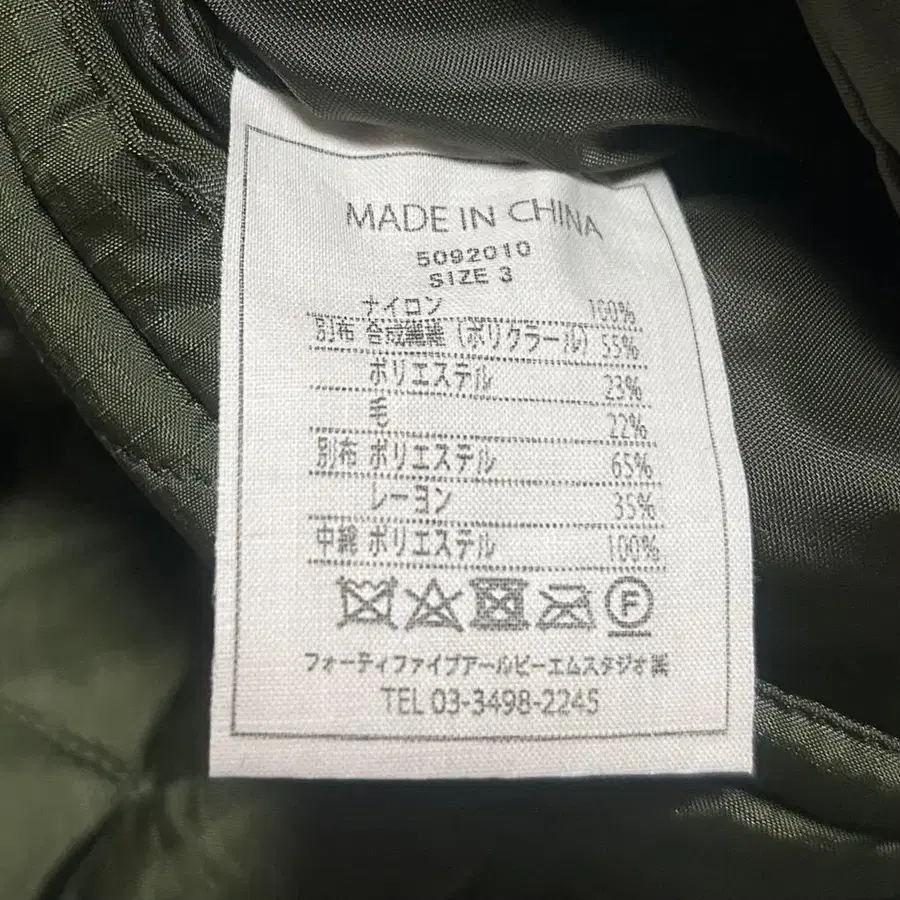 MADE IN CHINA
5092010
SIZE 3
ナイロン 100%
別布 合成繊維 (ポリクラール) 55%
ポリエステル 23%
毛 22%
別布 ポリエステル 65%
レーヨン 35%
中綿 ポリエステル 100%
F
フォーティファイブアールピーエムスタジオ㈱
TEL 03-3498-2245